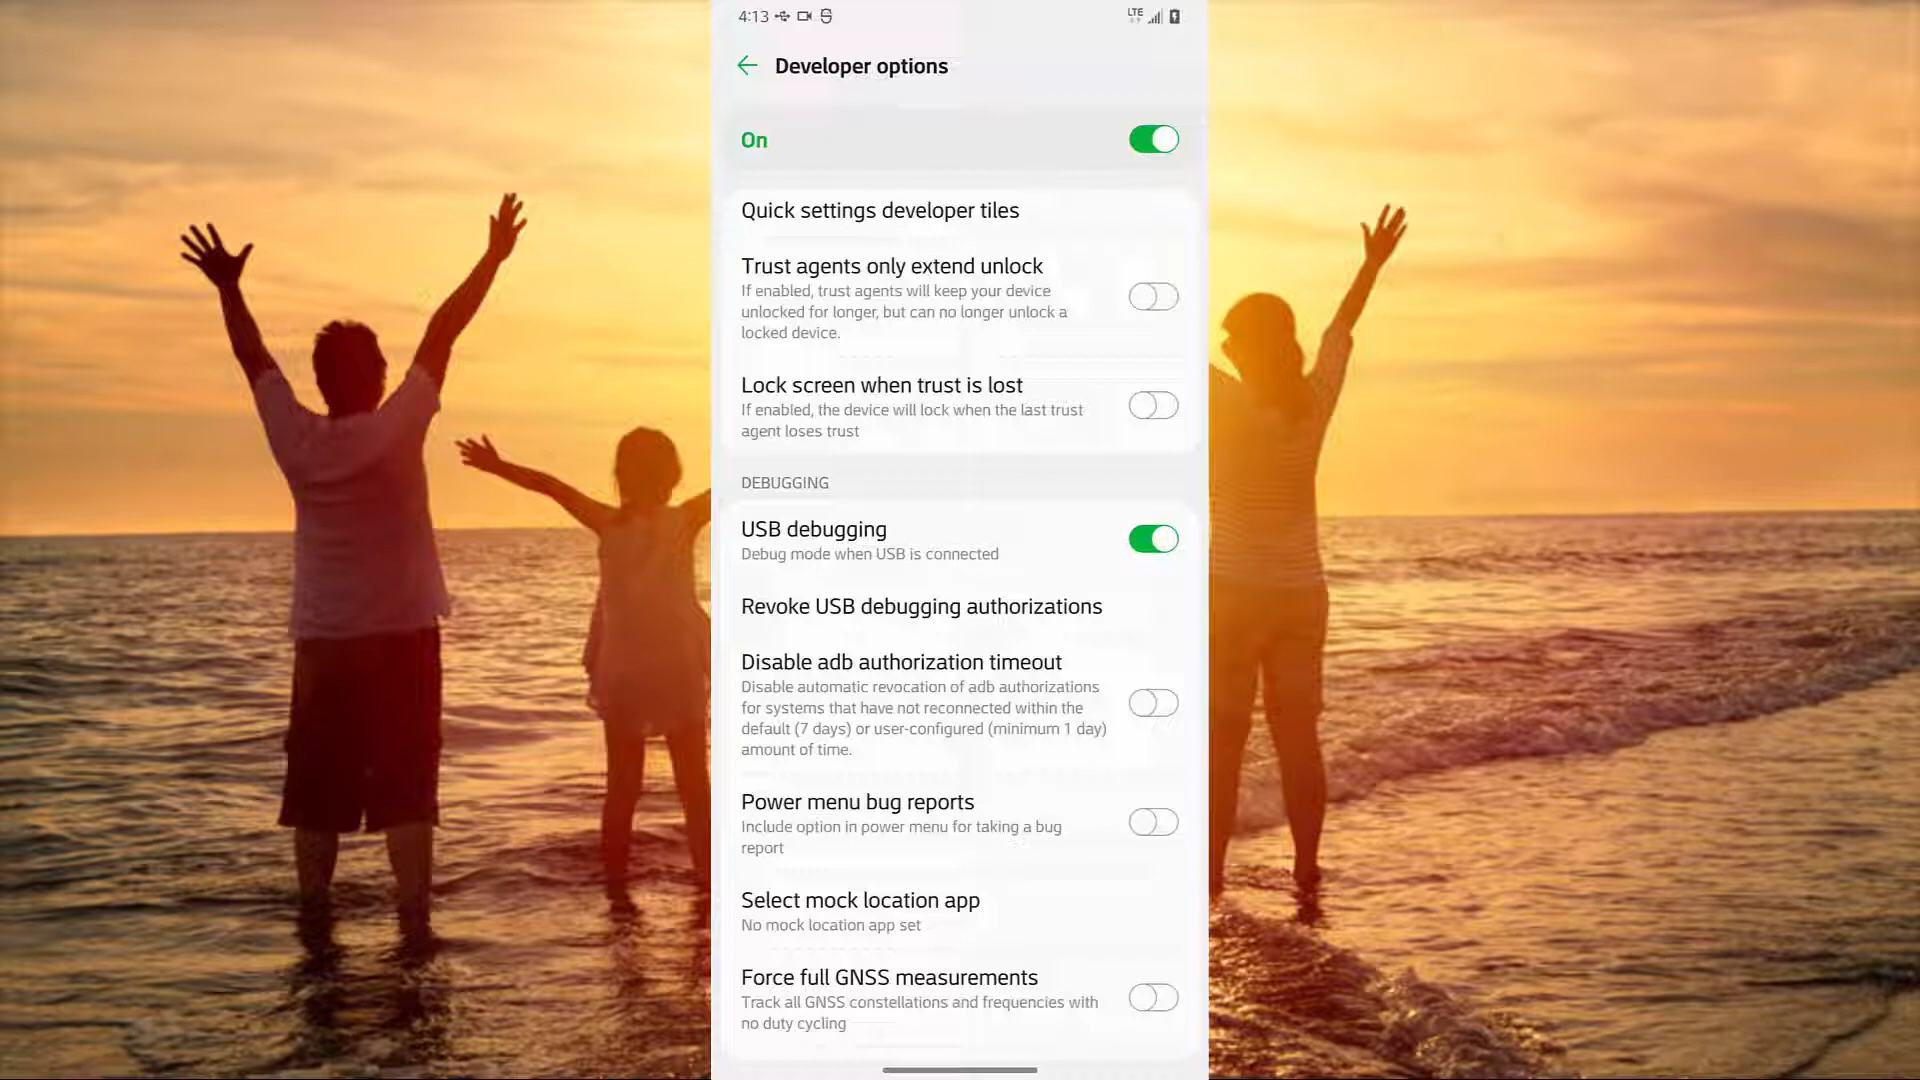 4:13
LTE
Developer options
On
Quick settings developer tiles
Trust agents only extend unlock
If enabled, trust agents will keep your device
unlocked for longer, but can no longer unlock a
locked device.
Lock screen when trust is lost
If enabled, the device will lock when the last trust
agent loses trust
DEBUGGING
USB debugging
Debug mode when USB is connected
Revoke USB debugging authorizations
Disable adb authorization timeout
Disable automatic revocation of adb authorizations
for systems that have not reconnected within the
default (7 days) or user-configured (minimum 1 day)
amount of time.
Power menu bug reports
Include option in power menu for taking a bug
report
Select mock location app
No mock location app set
Force full GNSS measurements
Track all GNSS constellations and frequencies with
no duty cycling